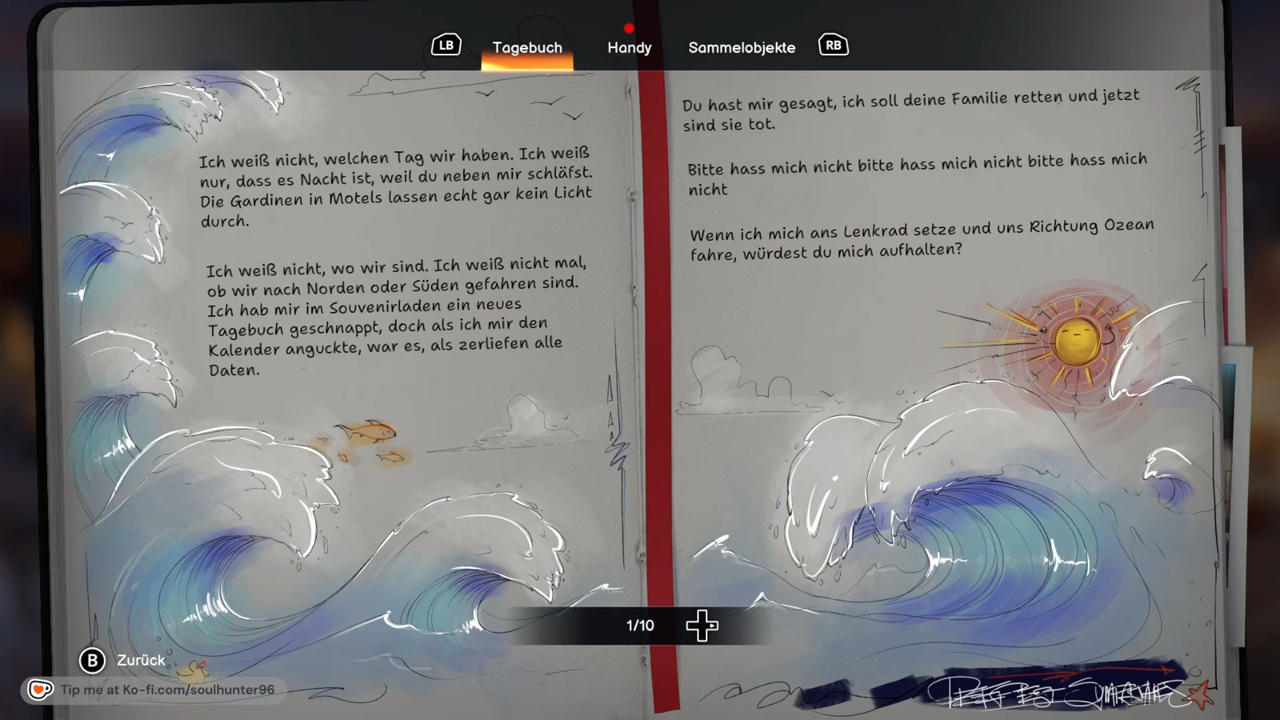 LB Tagebuch Handy Sammelobjekte RB
Ich weiß nicht, welchen Tag wir haben. Ich weiß
nur, dass es Nacht ist, weil du neben mir schläfst.
Die Gardinen in Motels lassen echt gar kein Licht
durch.
Ich weiß nicht, wo wir sind. Ich weiß nicht mal,
ob wir nach Norden oder Süden gefahren sind.
Ich hab mir im Souvenirladen ein neues
Tagebuch geschnappt, doch als ich mir den
Kalender anguckte, war es, als zerliefen alle
Daten.
Du hast mir gesagt, ich soll deine Familie retten und jetzt
sind sie tot.
Bitte hass mich nicht bitte hass mich nicht bitte hass mich
nicht
Wenn ich mich ans Lenkrad setze und uns Richtung Ozean
fahre, würdest du mich aufhalten?
1/10
B Zurück
Tip me at Ko-fi.com/soulhunter96